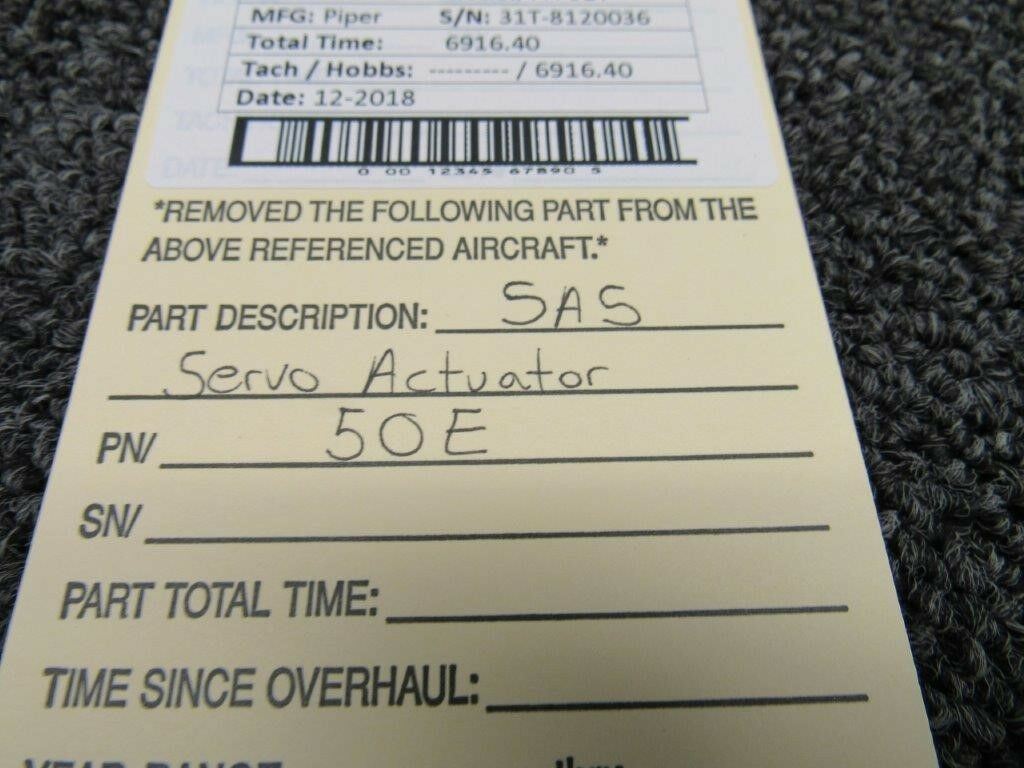 MFG: Piper S/N: 31T-8120036
Total Time: 6916.40
Tach / Hobbs: --------- / 6916.40
Date: 12-2018
0 00 12345 67890 5
*REMOVED THE FOLLOWING PART FROM THE
ABOVE REFERENCED AIRCRAFT.*
PART DESCRIPTION: SAS
Servo Actuator
PN/ 50E
SN/
PART TOTAL TIME:
TIME SINCE OVERHAUL: